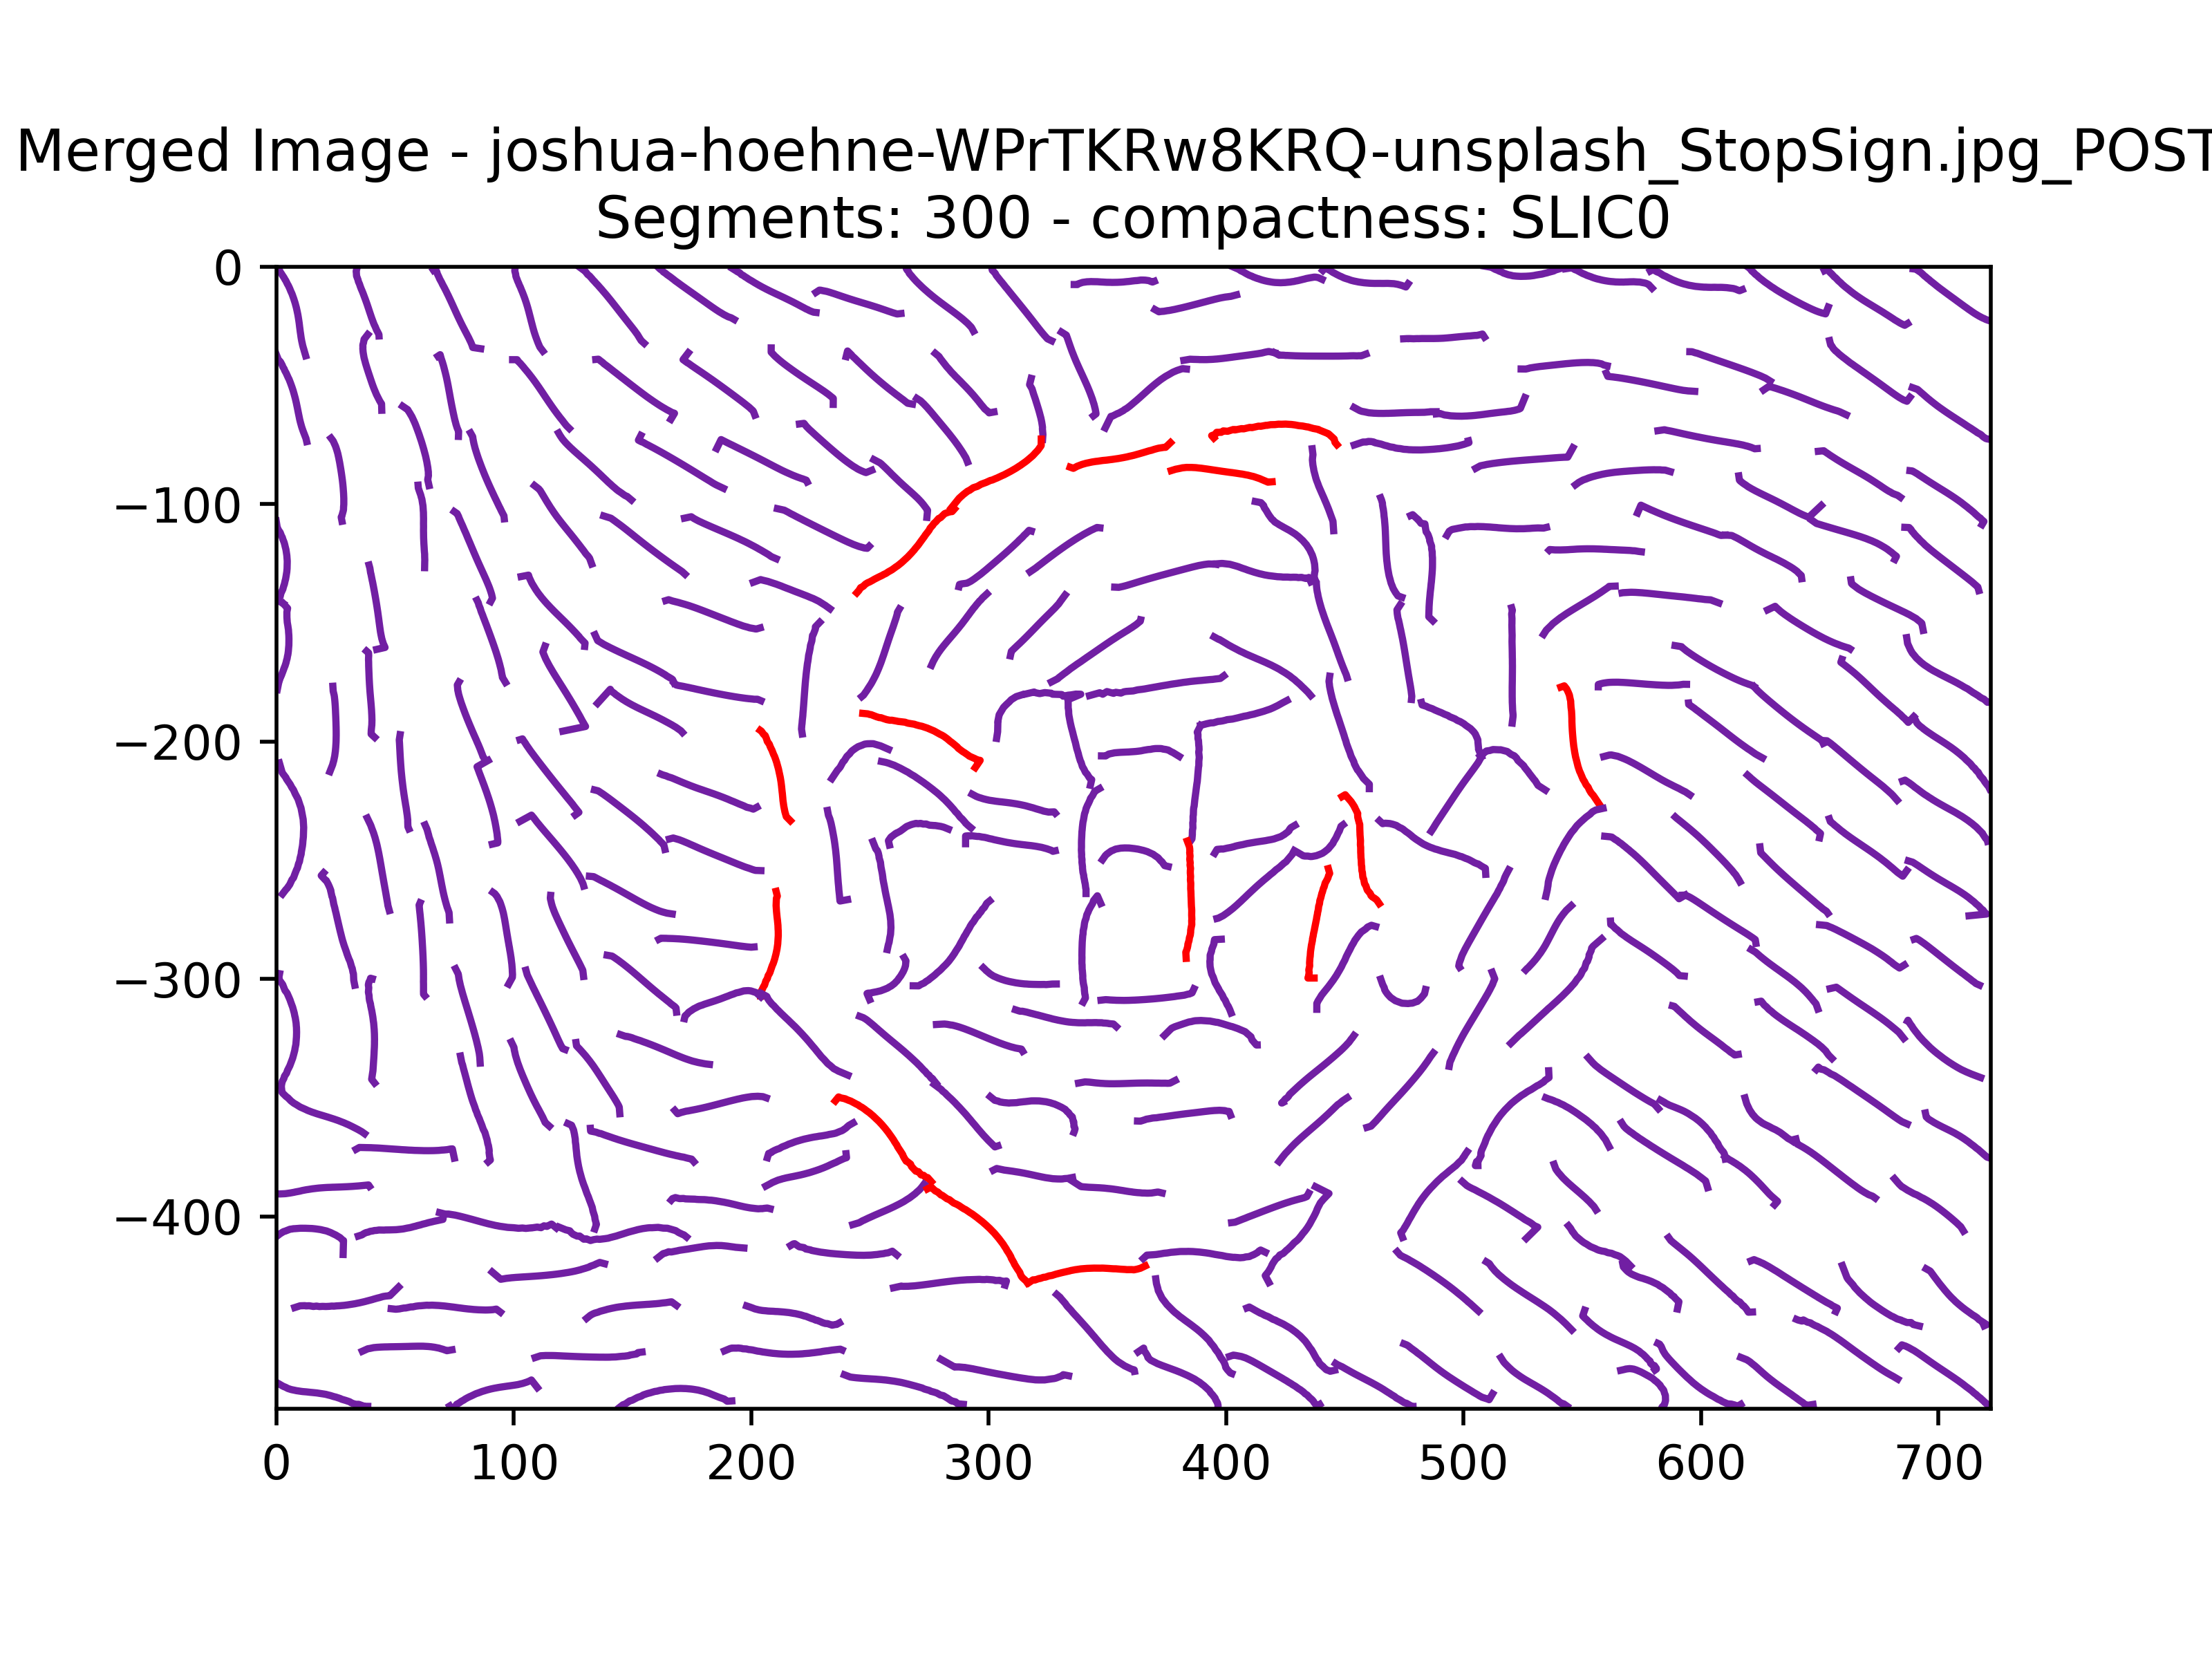 Merged Image - joshua-hoehne-WPrTKRw8KRQ-unsplash_StopSign.jpg_POST
Segments: 300 - compactness: SLIC0
0
−100
−200
−300
−400
0 100 200 300 400 500 600 700